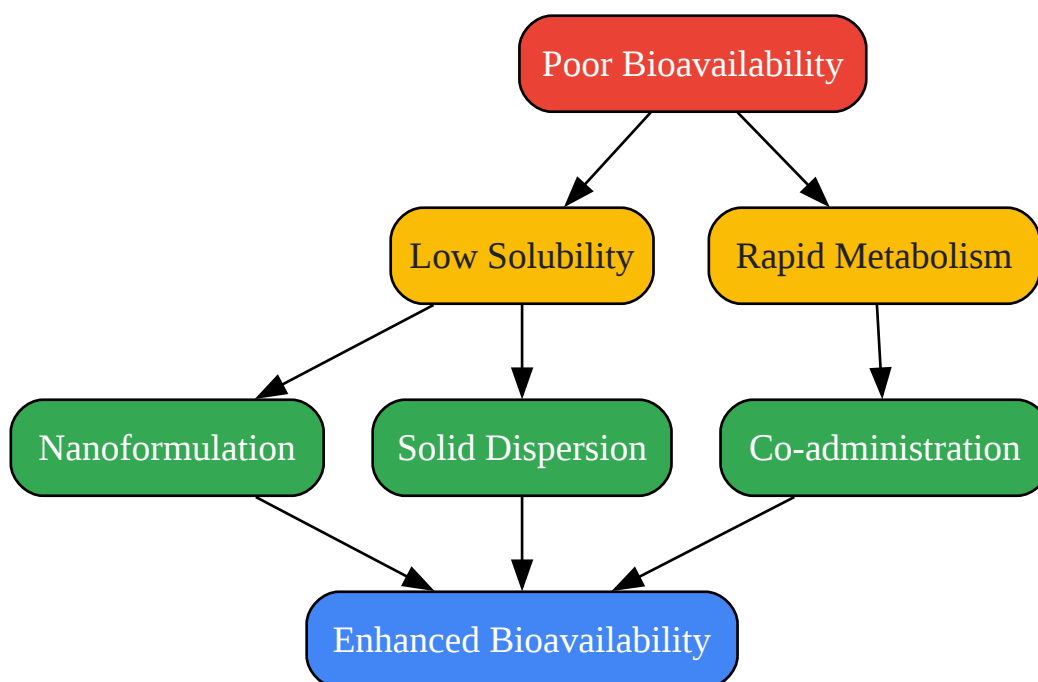 Poor Bioavailability
Low Solubility
Rapid Metabolism
Nanoformulation
Solid Dispersion
Co-administration
Enhanced Bioavailability